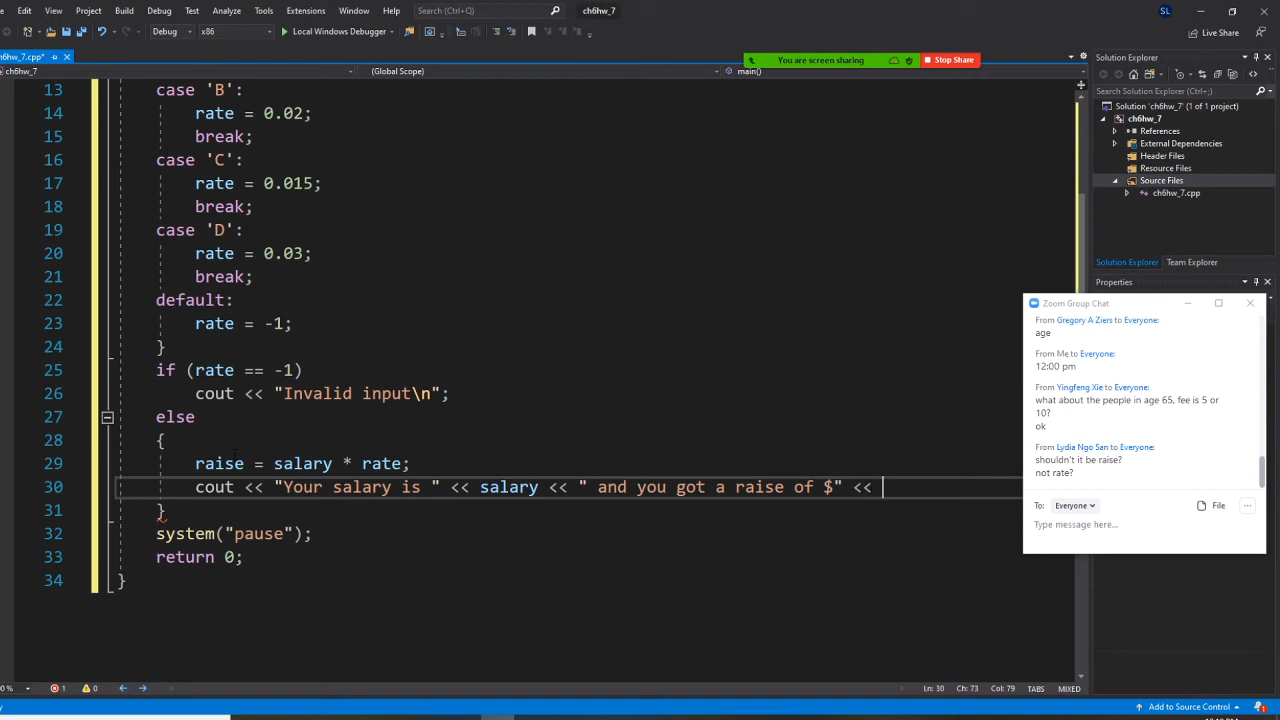 Edit View Project Build Debug Test Analyze Tools Extensions Window Help Search (Ctrl+Q) ch6hw_7 SL
Debug x86 Local Windows Debugger Live Share
h6hw_7.cpp*
You are screen sharing Stop Share
ch6hw_7 (Global Scope) main()
13 case 'B':
14 rate = 0.02;
15 break;
16 case 'C':
17 rate = 0.015;
18 break;
19 case 'D':
20 rate = 0.03;
21 break;
22 default:
23 rate = -1;
24 }
25 if (rate == -1)
26 cout << "Invalid input\n";
27 else
28 {
29 raise = salary * rate;
30 cout << "Your salary is " << salary << " and you got a raise of $" <<
31 }
32 system("pause");
33 return 0;
34 }
Solution Explorer
Search Solution Explorer (Ctrl+;)
Solution 'ch6hw_7' (1 of 1 project)
ch6hw_7
References
External Dependencies
Header Files
Resource Files
Source Files
ch6hw_7.cpp
Solution Explorer Team Explorer
Properties
Zoom Group Chat
From Gregory A Ziers to Everyone:
age
From Me to Everyone:
12:00 pm
From Yingfeng Xie to Everyone:
what about the people in age 65, fee is 5 or
10?
ok
From Lydia Ngo San to Everyone:
shouldn't it be raise?
not rate?
To: Everyone File ...
Type message here...
0 % 1 0 Ln: 30 Ch: 73 Col: 79 TABS MIXED
Add to Source Control 1